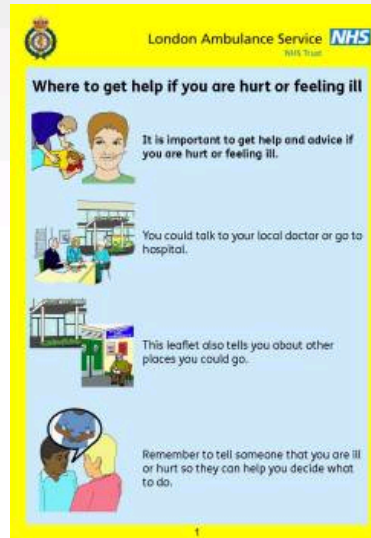 London Ambulance Service NHS
NHS Trust
Where to get help if you are hurt or feeling ill
It is important to get help and advice if
you are hurt or feeling ill.
You could talk to your local doctor or go to
hospital.
This leaflet also tells you about other
places you could go.
Remember to tell someone that you are ill
or hurt so they can help you decide what
to do.
1